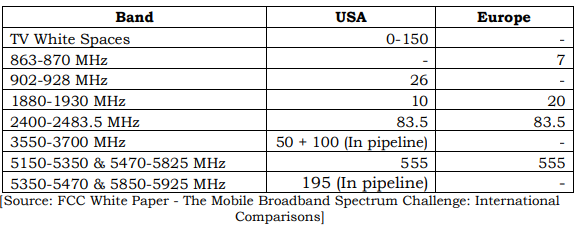 Band USA Europe
TV White Spaces 0-150 -
863-870 MHz - 7
902-928 MHz 26 -
1880-1930 MHz 10 20
2400-2483.5 MHz 83.5 83.5
3550-3700 MHz 50 + 100 (In pipeline) -
5150-5350 & 5470-5825 MHz 555 555
5350-5470 & 5850-5925 MHz 195 (In pipeline) -
[Source: FCC White Paper - The Mobile Broadband Spectrum Challenge: International
Comparisons]